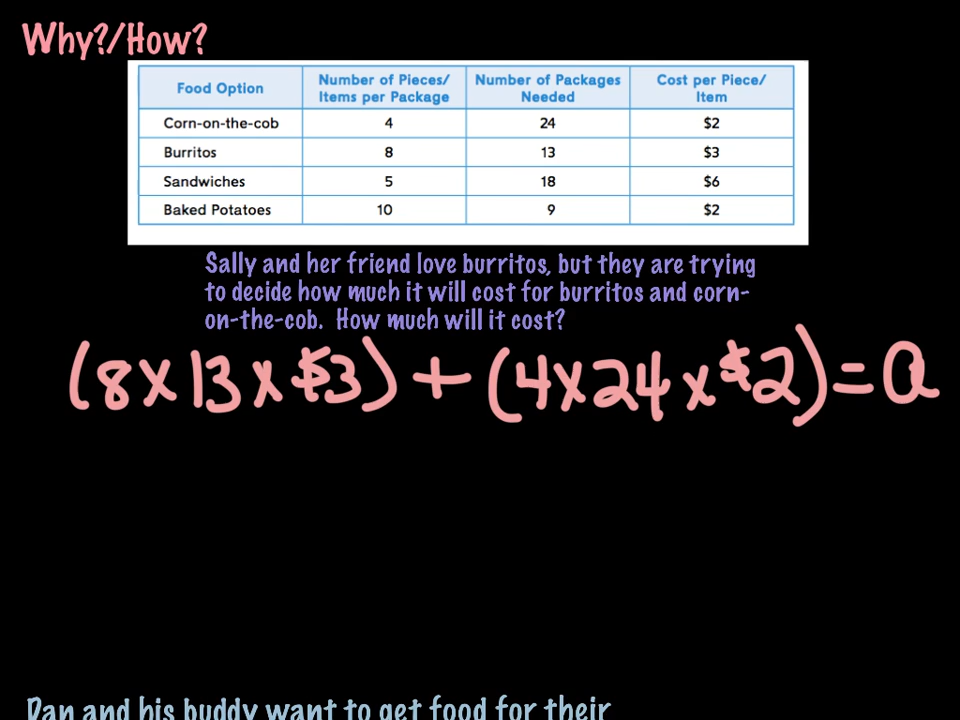 Why?/How?
Food Option Number of Pieces/ Items per Package Number of Packages Needed Cost per Piece/ Item
Corn-on-the-cob 4 24 $2
Burritos 8 13 $3
Sandwiches 5 18 $6
Baked Potatoes 10 9 $2
Sally and her friend love burritos, but they are trying
to decide how much it will cost for burritos and corn-
on-the-cob. How much will it cost?
(8x13x$3)+(4x24x$2)=a
Dan and his buddy want to get food for their